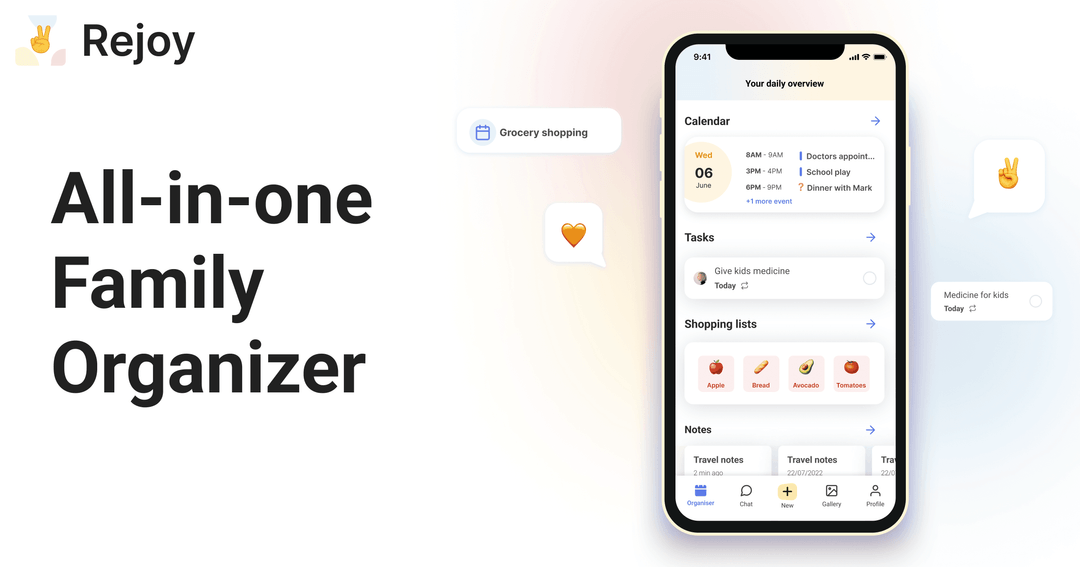 Rejoy
All-in-one
Family
Organizer
Grocery shopping
9:41
Your daily overview
Calendar
Wed
06
June
8AM - 9AM Doctors appoint...
3PM - 4PM School play
6PM - 9PM ? Dinner with Mark
+1 more event
Tasks
Give kids medicine
Today
Shopping lists
Apple Bread Avocado Tomatoes
Notes
Travel notes Travel notes Tra
2 min ago 22/07/2022 22/0
Organiser Chat New Gallery Profile
Medicine for kids
Today